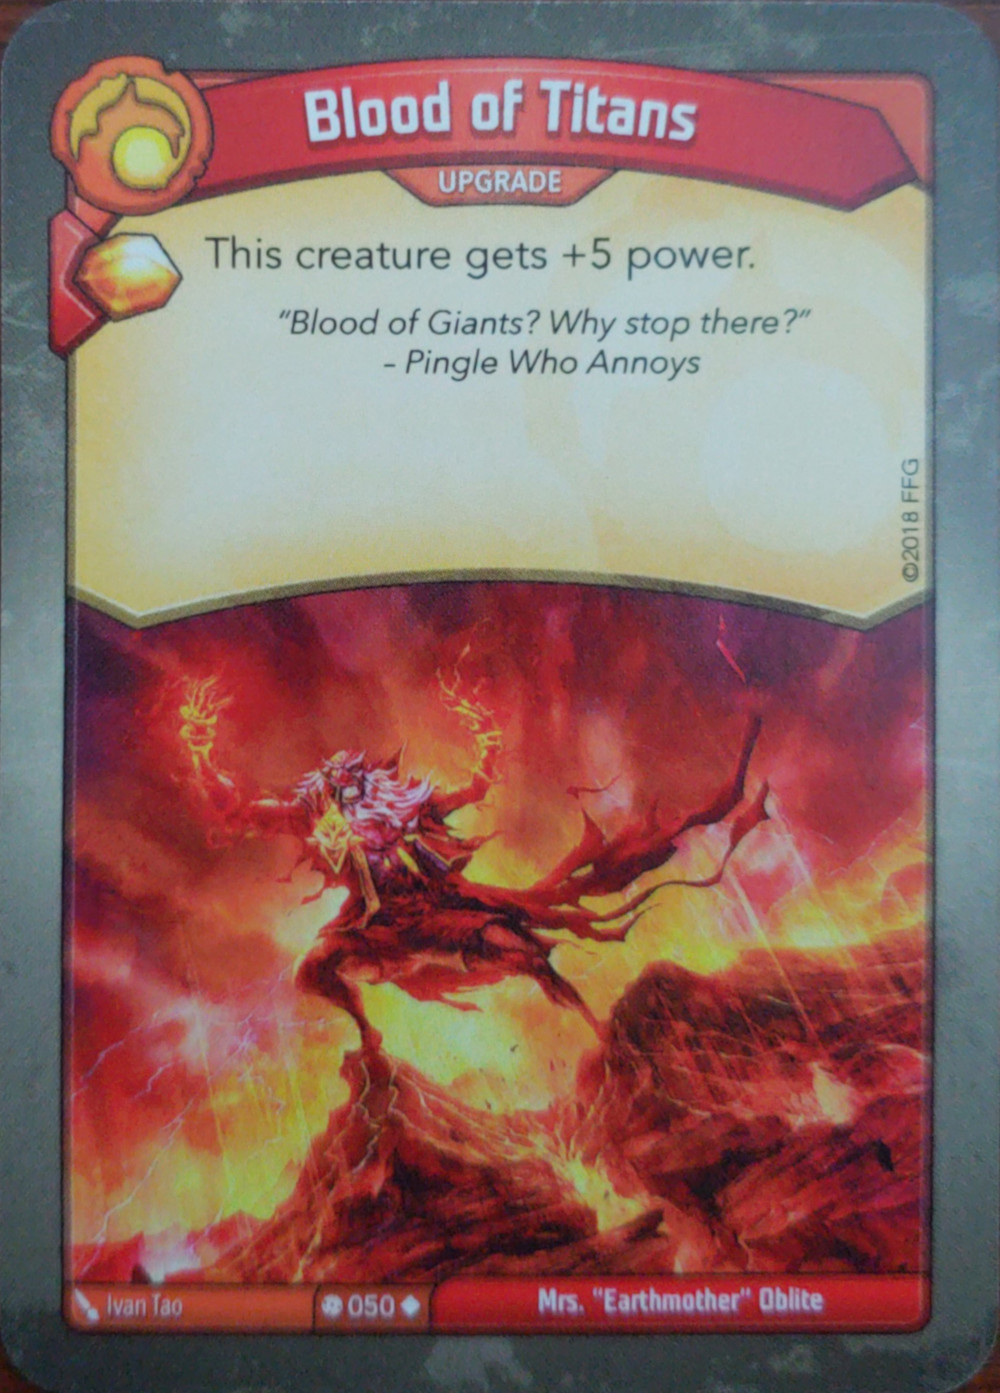 Blood of Titans
UPGRADE
This creature gets +5 power.
“Blood of Giants? Why stop there?”
– Pingle Who Annoys
©2018 FFG
Ivan Tao
050
Mrs. "Earthmother" Oblite